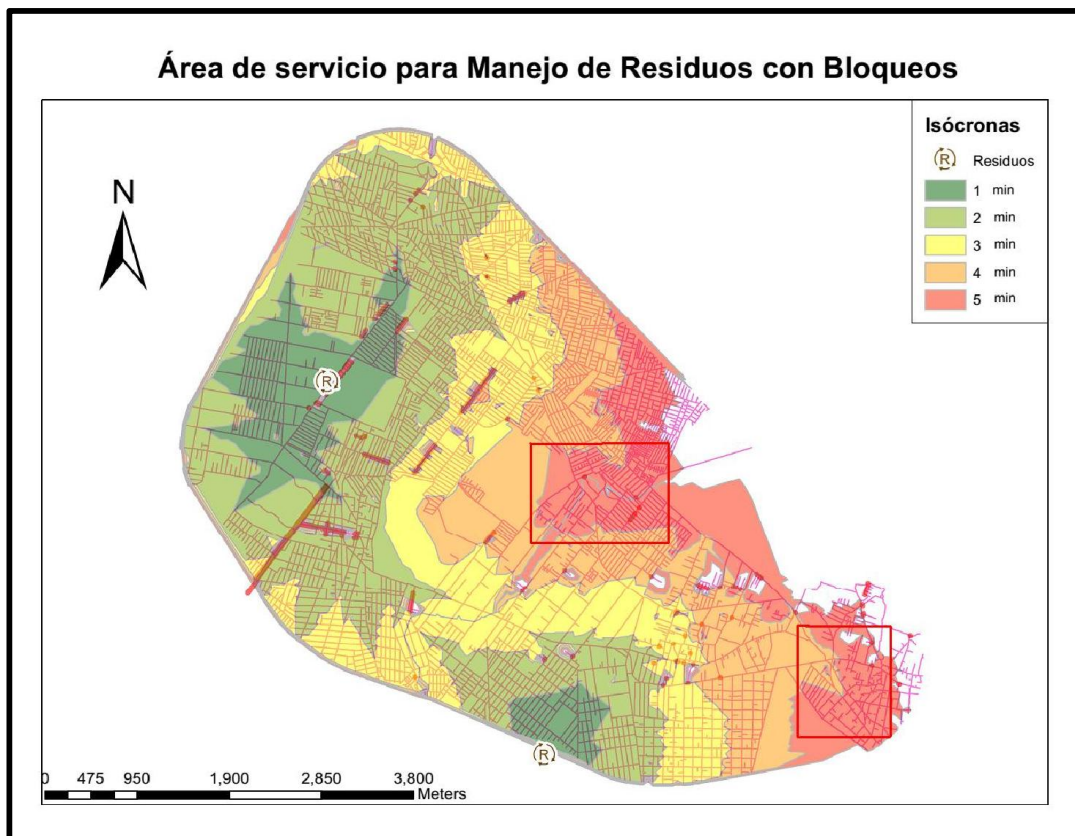 Área de servicio para Manejo de Residuos con Bloqueos
Isócronas
R Residuos
1 min
2 min
3 min
4 min
5 min
N
R
R
0 475 950 1,900 2,850 3,800
Meters